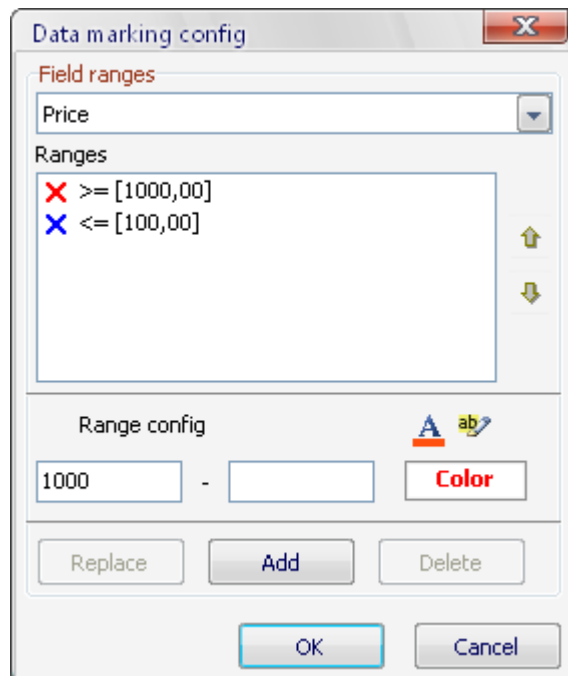 Data marking config
Field ranges
Price
Ranges
>= [1000,00]
<= [100,00]
Range config
A ab
1000 - Color
Replace Add Delete
OK Cancel